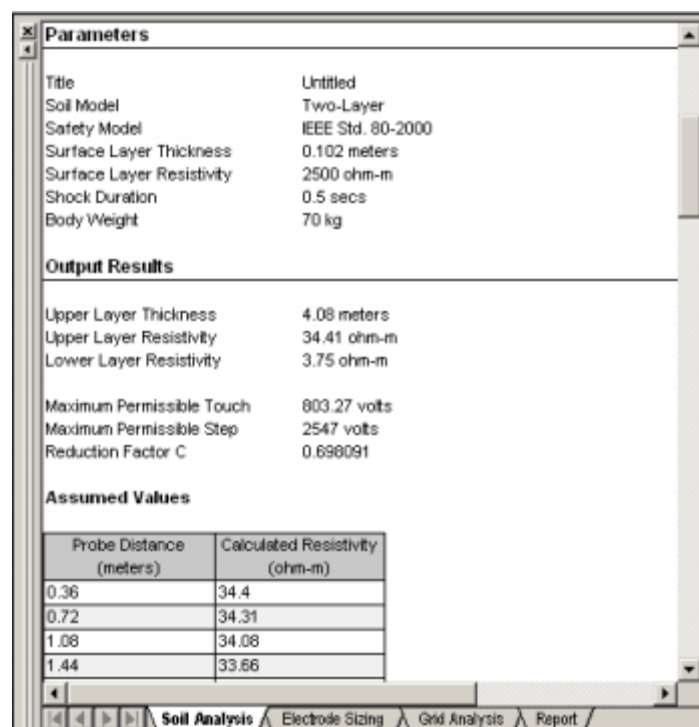 Parameters
Title Untitled
Soil Model Two-Layer
Safety Model IEEE Std. 80-2000
Surface Layer Thickness 0.102 meters
Surface Layer Resistivity 2500 ohm-m
Shock Duration 0.5 secs
Body Weight 70 kg
Output Results
Upper Layer Thickness 4.08 meters
Upper Layer Resistivity 34.41 ohm-m
Lower Layer Resistivity 3.75 ohm-m
Maximum Permissible Touch 803.27 volts
Maximum Permissible Step 2547 volts
Reduction Factor C 0.698091
Assumed Values
Probe Distance (meters) Calculated Resistivity (ohm-m)
0.36 34.4
0.72 34.31
1.08 34.08
1.44 33.66
Soil Analysis Electrode Sizing Grid Analysis Report